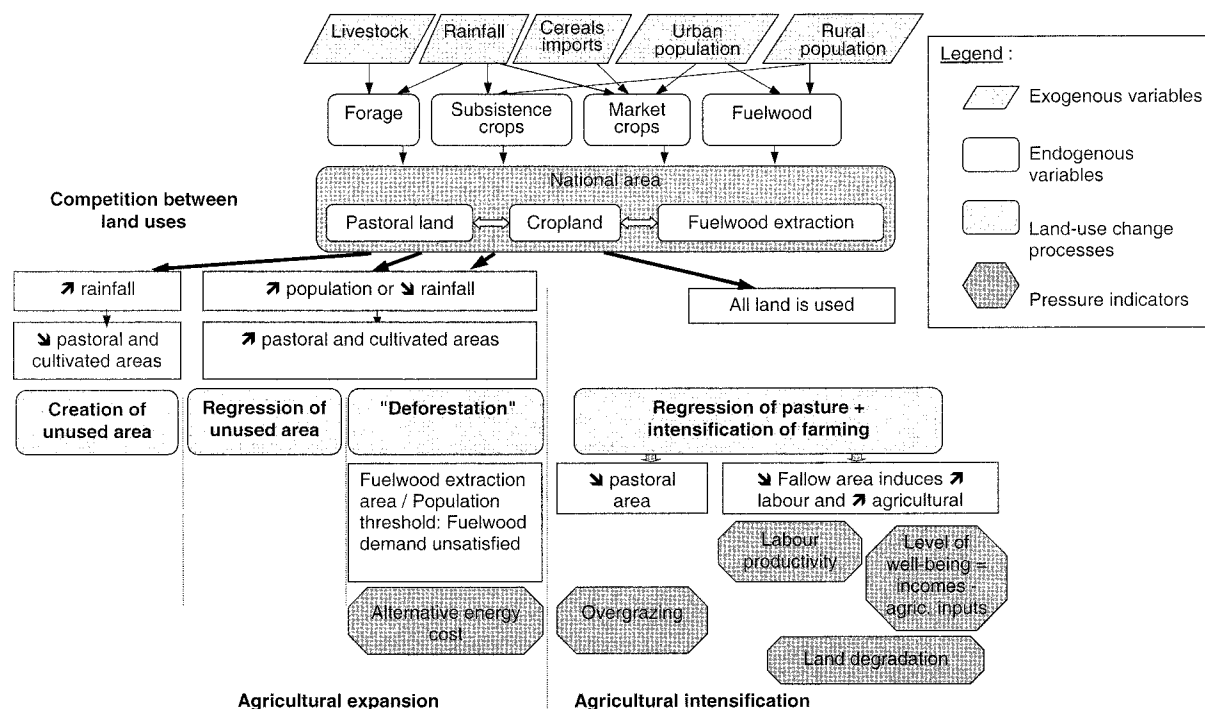 Livestock
Rainfall
Cereals
imports
Urban
population
Rural
population
Forage
Subsistence
crops
Market
crops
Fuelwood
National area
Competition between
land uses
Pastoral land
Cropland
Fuelwood extraction
↗ rainfall
↗ population or ↘ rainfall
All land is used
↘ pastoral and
cultivated areas
↗ pastoral and cultivated areas
Creation of
unused area
Regression of
unused area
"Deforestation"
Regression of pasture +
intensification of farming
Fuelwood extraction
area / Population
threshold: Fuelwood
demand unsatisfied
↘ pastoral
area
↘ Fallow area induces ↗
labour and ↗ agricultural
Labour
productivity
Level of
well-being =
incomes -
agric. inputs
Alternative energy
cost
Overgrazing
Land degradation
Agricultural expansion
Agricultural intensification
Legend :
Exogenous variables
Endogenous
variables
Land-use change
processes
Pressure indicators